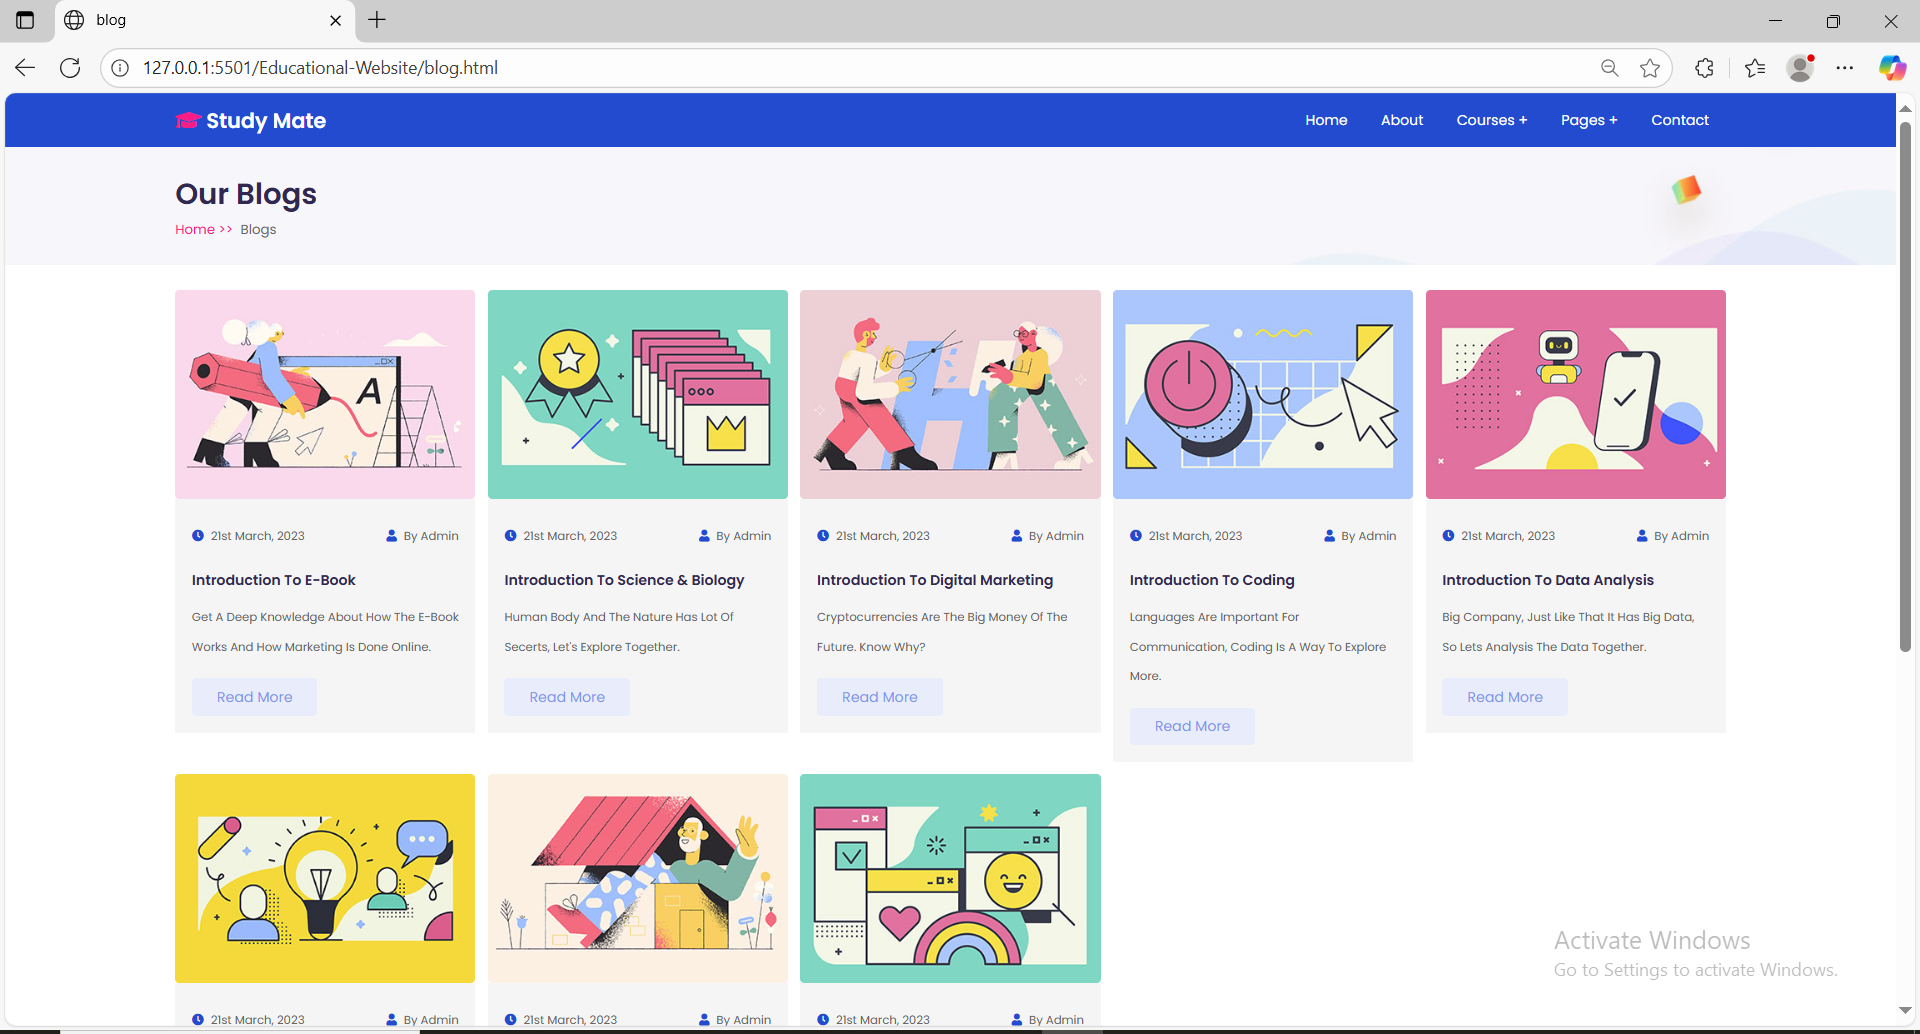 blog
127.0.0.1:5501/Educational-Website/blog.html
Study Mate
Home About Courses + Pages + Contact
Our Blogs
Home >> Blogs
A
21st March, 2023 By Admin
Introduction To E-Book
Get A Deep Knowledge About How The E-Book
Works And How Marketing Is Done Online.
Read More
21st March, 2023 By Admin
Introduction To Science & Biology
Human Body And The Nature Has Lot Of
Secerts, Let's Explore Together.
Read More
21st March, 2023 By Admin
Introduction To Digital Marketing
Cryptocurrencies Are The Big Money Of The
Future. Know Why?
Read More
21st March, 2023 By Admin
Introduction To Coding
Languages Are Important For
Communication, Coding Is A Way To Explore
More.
Read More
21st March, 2023 By Admin
Introduction To Data Analysis
Big Company, Just Like That It Has Big Data,
So Lets Analysis The Data Together.
Read More
21st March, 2023 By Admin
21st March, 2023 By Admin
21st March, 2023 By Admin
Activate Windows
Go to Settings to activate Windows.